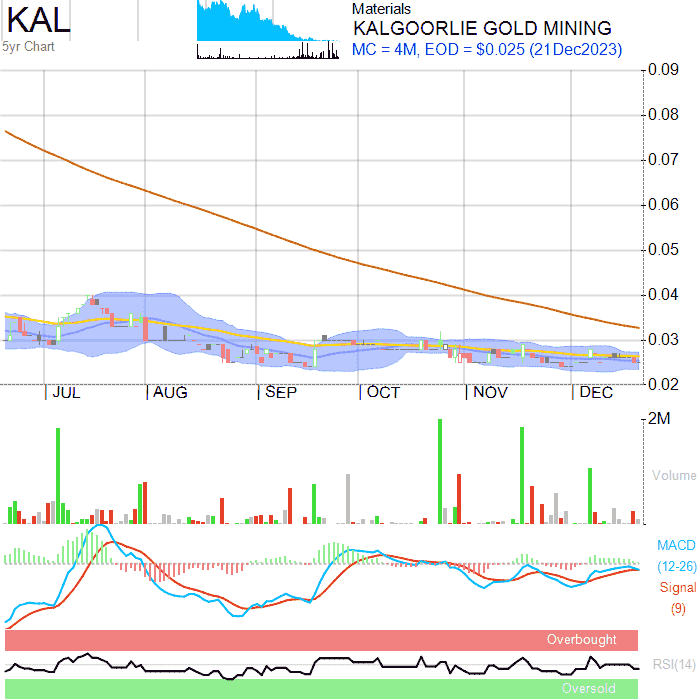 KAL
5yr Chart
Materials
KALGOORLIE GOLD MINING
MC = 4M, EOD = $0.025 (21Dec2023)
0.09
0.08
0.07
0.06
0.05
0.04
0.03
0.02
JUL AUG SEP OCT NOV DEC
2M
Volume
MACD
(12-26)
Signal
(9)
Overbought
RSI(14)
Oversold